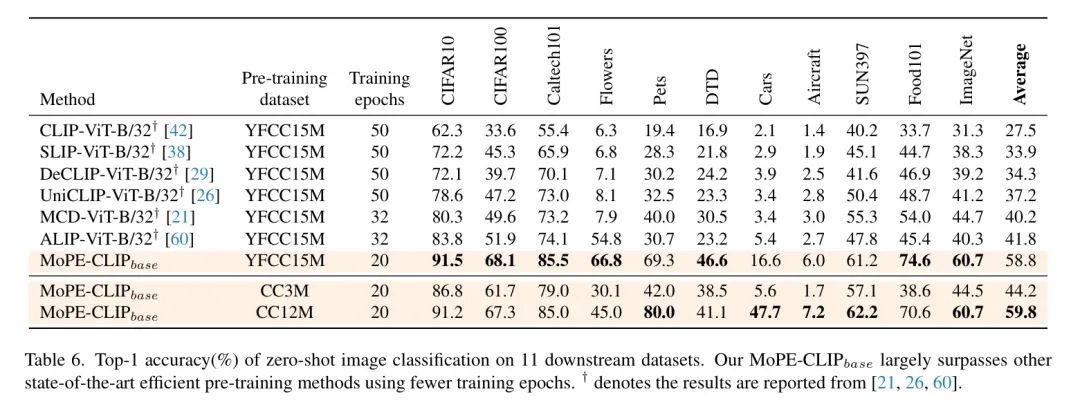 Method Pre-training dataset Training epochs CIFAR10 CIFAR100 Caltech101 Flowers Pets DTD Cars Aircraft SUN397 Food101 ImageNet Average
CLIP-ViT-B/32† [42] YFCC15M 50 62.3 33.6 55.4 6.3 19.4 16.9 2.1 1.4 40.2 33.7 31.3 27.5
SLIP-ViT-B/32† [38] YFCC15M 50 72.2 45.3 65.9 6.8 28.3 21.8 2.9 1.9 45.1 44.7 38.3 33.9
DeCLIP-ViT-B/32† [29] YFCC15M 50 72.1 39.7 70.1 7.1 30.2 24.2 3.9 2.5 41.6 46.9 39.2 34.3
UniCLIP-ViT-B/32† [26] YFCC15M 50 78.6 47.2 73.0 8.1 32.5 23.3 3.4 2.8 50.4 48.7 41.2 37.2
MCD-ViT-B/32† [21] YFCC15M 32 80.3 49.6 73.2 7.9 40.0 30.5 3.4 3.0 55.3 54.0 44.7 40.2
ALIP-ViT-B/32† [60] YFCC15M 32 83.8 51.9 74.1 54.8 30.7 23.2 5.4 2.7 47.8 45.4 40.3 41.8
MoPE-CLIPbase YFCC15M 20 91.5 68.1 85.5 66.8 69.3 46.6 16.6 6.0 61.2 74.6 60.7 58.8
MoPE-CLIPbase CC3M 20 86.8 61.7 79.0 30.1 42.0 38.5 5.6 1.7 57.1 38.6 44.5 44.2
MoPE-CLIPbase CC12M 20 91.2 67.3 85.0 45.0 80.0 41.1 47.7 7.2 62.2 70.6 60.7 59.8
Table 6. Top-1 accuracy(%) of zero-shot image classification on 11 downstream datasets. Our MoPE-CLIPbase largely surpasses other
state-of-the-art efficient pre-training methods using fewer training epochs. † denotes the results are reported from [21, 26, 60].